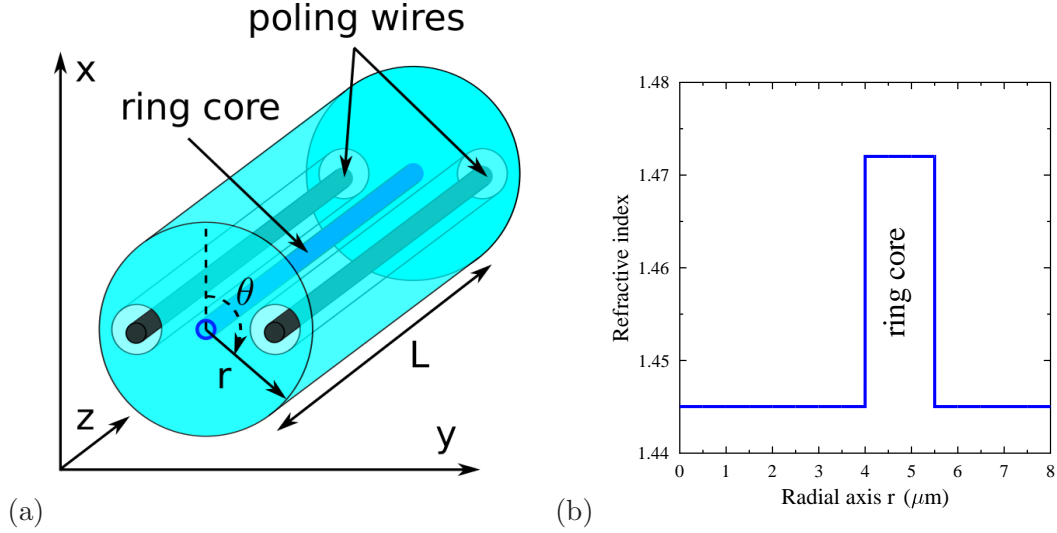 poling wires
x
ring core
θ
r
L
z
y
(a)
1.48
1.47
1.46
1.45
1.44
Refractive index
ring core
0 1 2 3 4 5 6 7 8
Radial axis r (μm)
(b)